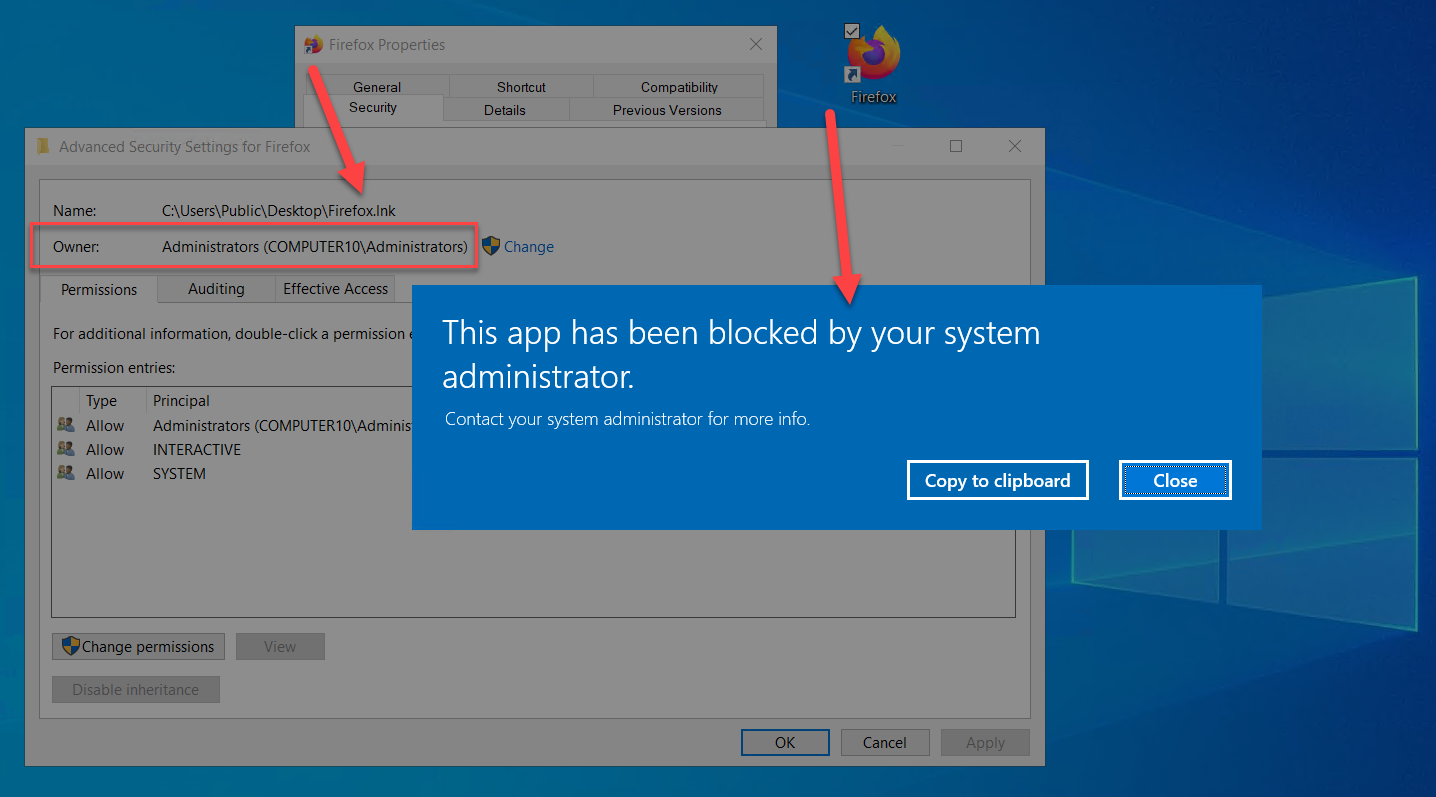 Firefox Properties
General
Shortcut
Compatibility
Security
Details
Previous Versions
Firefox
Advanced Security Settings for Firefox
Name: C:\Users\Public\Desktop\Firefox.lnk
Owner: Administrators (COMPUTER10\Administrators) Change
Permissions
Auditing
Effective Access
For additional information, double-click a permission
Permission entries:
Type Principal
Allow Administrators (COMPUTER10\Adminis
Allow INTERACTIVE
Allow SYSTEM
This app has been blocked by your system
administrator.
Contact your system administrator for more info.
Copy to clipboard
Close
Change permissions
View
Disable inheritance
OK
Cancel
Apply